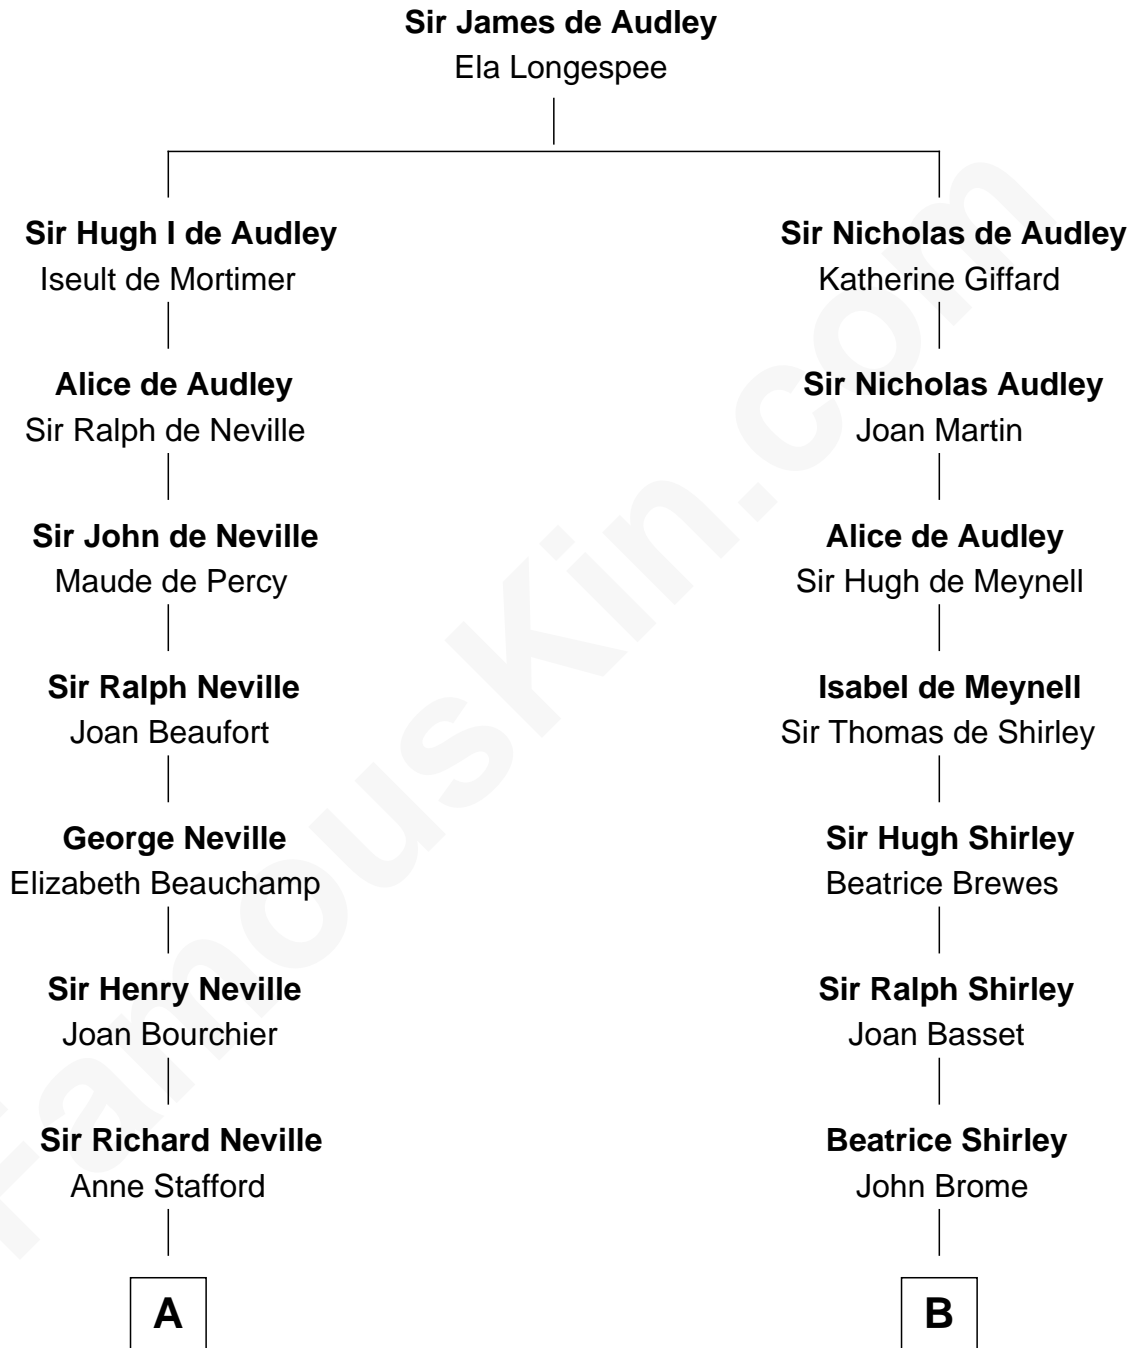 Sir James de Audley
Ela Longespee
Sir Hugh I de Audley
Iseult de Mortimer
Sir Nicholas de Audley
Katherine Giffard
Alice de Audley
Sir Ralph de Neville
Sir Nicholas Audley
Joan Martin
Sir John de Neville
Maude de Percy
Alice de Audley
Sir Hugh de Meynell
Sir Ralph Neville
Joan Beaufort
Isabel de Meynell
Sir Thomas de Shirley
George Neville
Elizabeth Beauchamp
Sir Hugh Shirley
Beatrice Brewes
Sir Henry Neville
Joan Bourchier
Sir Ralph Shirley
Joan Basset
Sir Richard Neville
Anne Stafford
Beatrice Shirley
John Brome
A
B
FamousKin.com